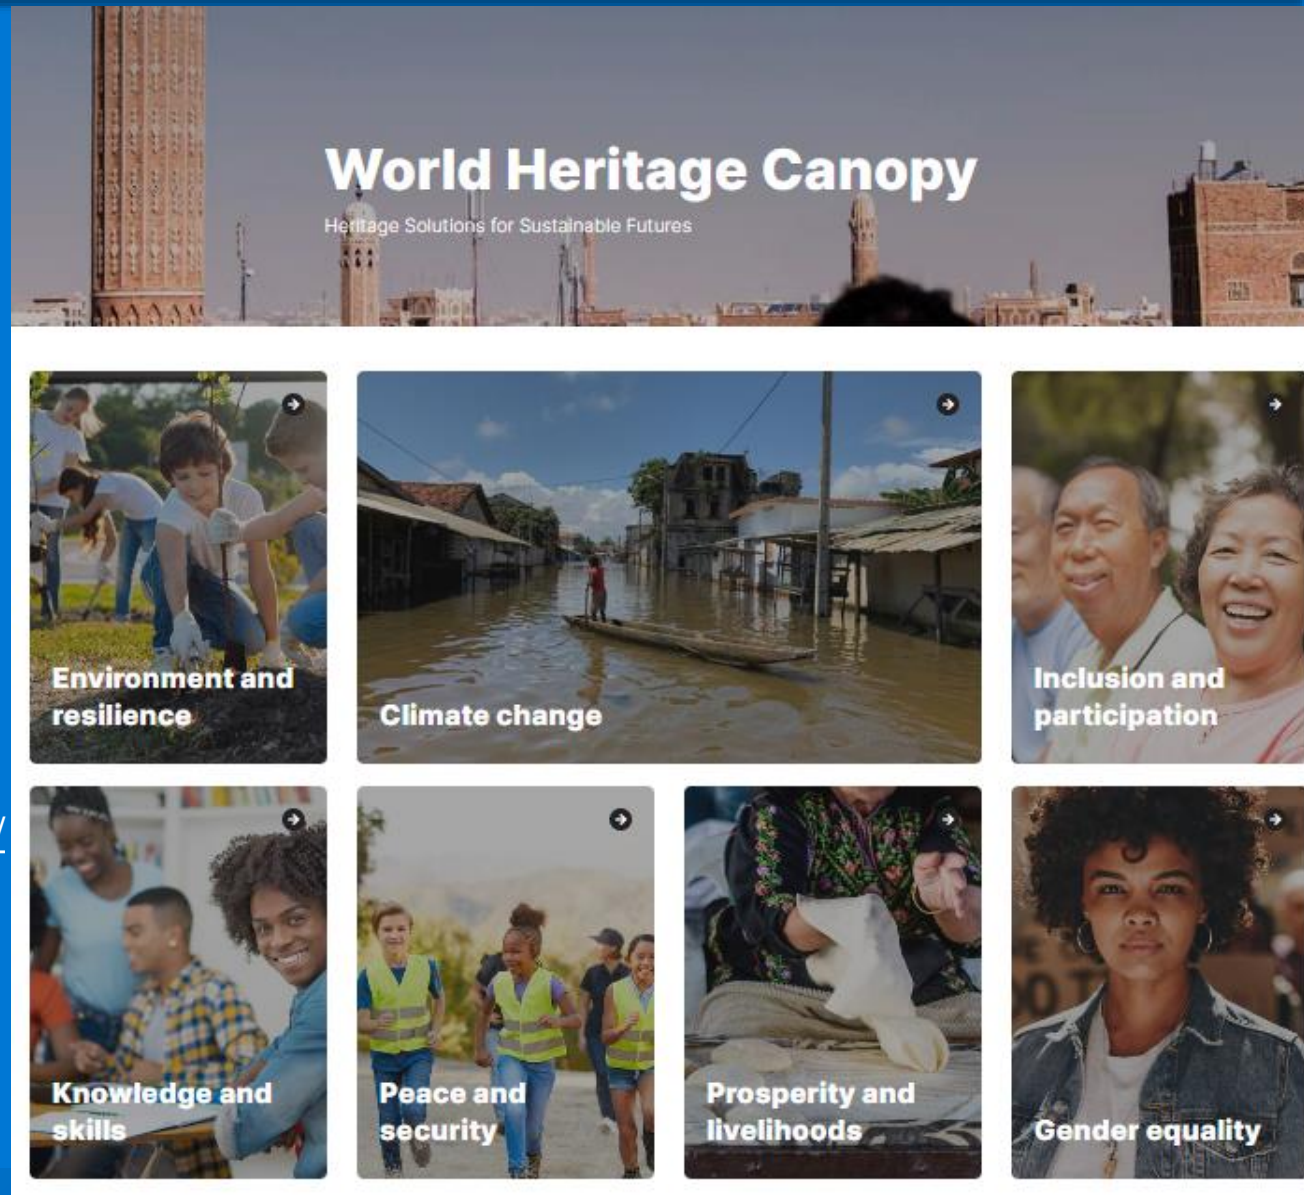 World Heritage Canopy
Heritage Solutions for Sustainable Futures
Environment and
resilience
Climate change
Inclusion and
participation
Knowledge and
skills
Peace and
security
Prosperity and
livelihoods
Gender equality